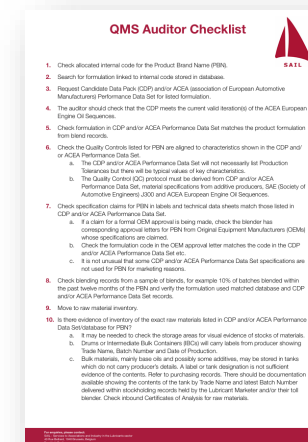 QMS Auditor Checklist
SAIL
1. Check allocated internal code for the Product Brand Name (PBN).
2. Search for formulation linked to internal code stored in database.
3. Request Candidate Data Pack (CDP) and/or ACEA (association of European Automotive
Manufacturers) Performance Data Set for listed formulation.
4. The auditor should check that the CDP meets the current valid iteration(s) of the ACEA European
Engine Oil Sequences.
5. Check formulation in CDP and/or ACEA Performance Data Set matches the product formulation
from blend records.
6. Check the Quality Controls listed for PBN are aligned to characteristics shown in the CDP and/
or ACEA Performance Data Set.
a. The CDP and/or ACEA Performance Data Set will not necessarily list Production
Tolerances but there will be typical values of key characteristics.
b. The Quality Control (QC) protocol must be derived from CDP and/or ACEA
Performance Data Set, material specifications from additive producers, SAE (Society of
Automotive Engineers) J300 and ACEA European Engine Oil Sequences.
7. Check specification claims for PBN in labels and technical data sheets match those listed in
CDP and/or ACEA Performance Data Set.
a. If a claim for a formal OEM approval is being made, check the blender has
corresponding approval letters for PBN from Original Equipment Manufacturers (OEMs)
whose specifications are claimed.
b. Check the formulation code in the OEM approval letter matches the code in the CDP
and/or ACEA Performance Data Set etc.
c. It is not unusual that some CDP and/or ACEA Performance Data Set specifications are
not used for PBN for marketing reasons.
8. Check blending records from a sample of blends, for example 10% of batches blended within
the past twelve months of the PBN and verify the formulation used matched database and CDP
and/or ACEA Performance Data Set records.
9. Move to raw material inventory.
10. Is there evidence of inventory of the exact raw materials listed in CDP and/or ACEA Performance
Data Set/database for PBN?
a. It may be needed to check the storage areas for visual evidence of stocks of materials.
b. Drums or Intermediate Bulk Containers (IBCs) will carry labels from producer showing
Trade Name, Batch Number and Date of Production.
c. Bulk materials, mainly base oils and possibly some additives, may be stored in tanks
which do not carry producer's details. A label or tank designation is not sufficient
evidence of the contents. Refer to purchasing records. There should be documentation
available showing the contents of the tank by Trade Name and latest Batch Number
delivered within stockholding records held by the Lubricant Marketer and/or their toll
blender. Check inbound Certificates of Analysis for raw materials.